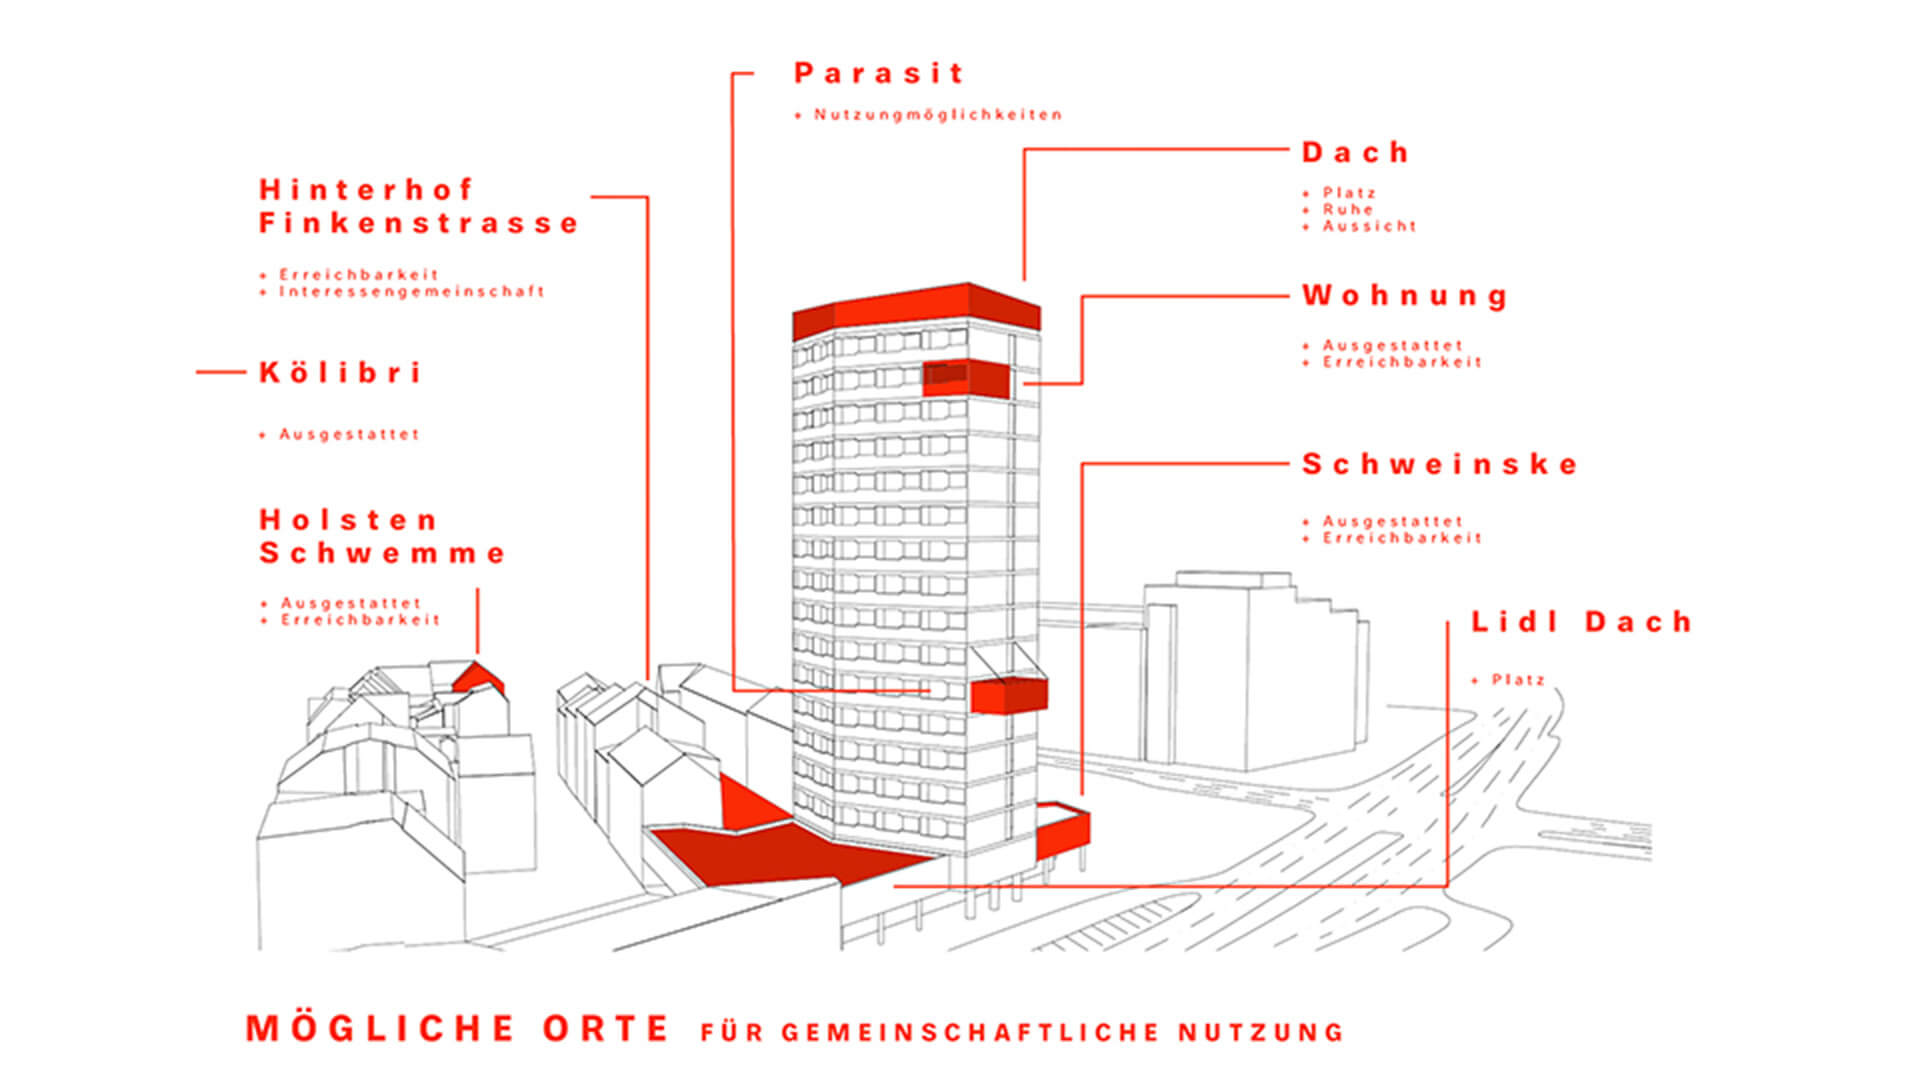 Parasit
+ Nutzungmöglichkeiten
Dach
+ Platz
+ Ruhe
+ Aussicht
Hinterhof
Finkenstrasse
+ Erreichbarkeit
+ Interessengemeinschaft
Wohnung
+ Ausgestattet
+ Erreichbarkeit
Kölibri
+ Ausgestattet
Schweinske
+ Ausgestattet
+ Erreichbarkeit
Holsten
Schwemme
+ Ausgestattet
+ Erreichbarkeit
Lidl Dach
+ Platz
MÖGLICHE ORTE FÜR GEMEINSCHAFTLICHE NUTZUNG